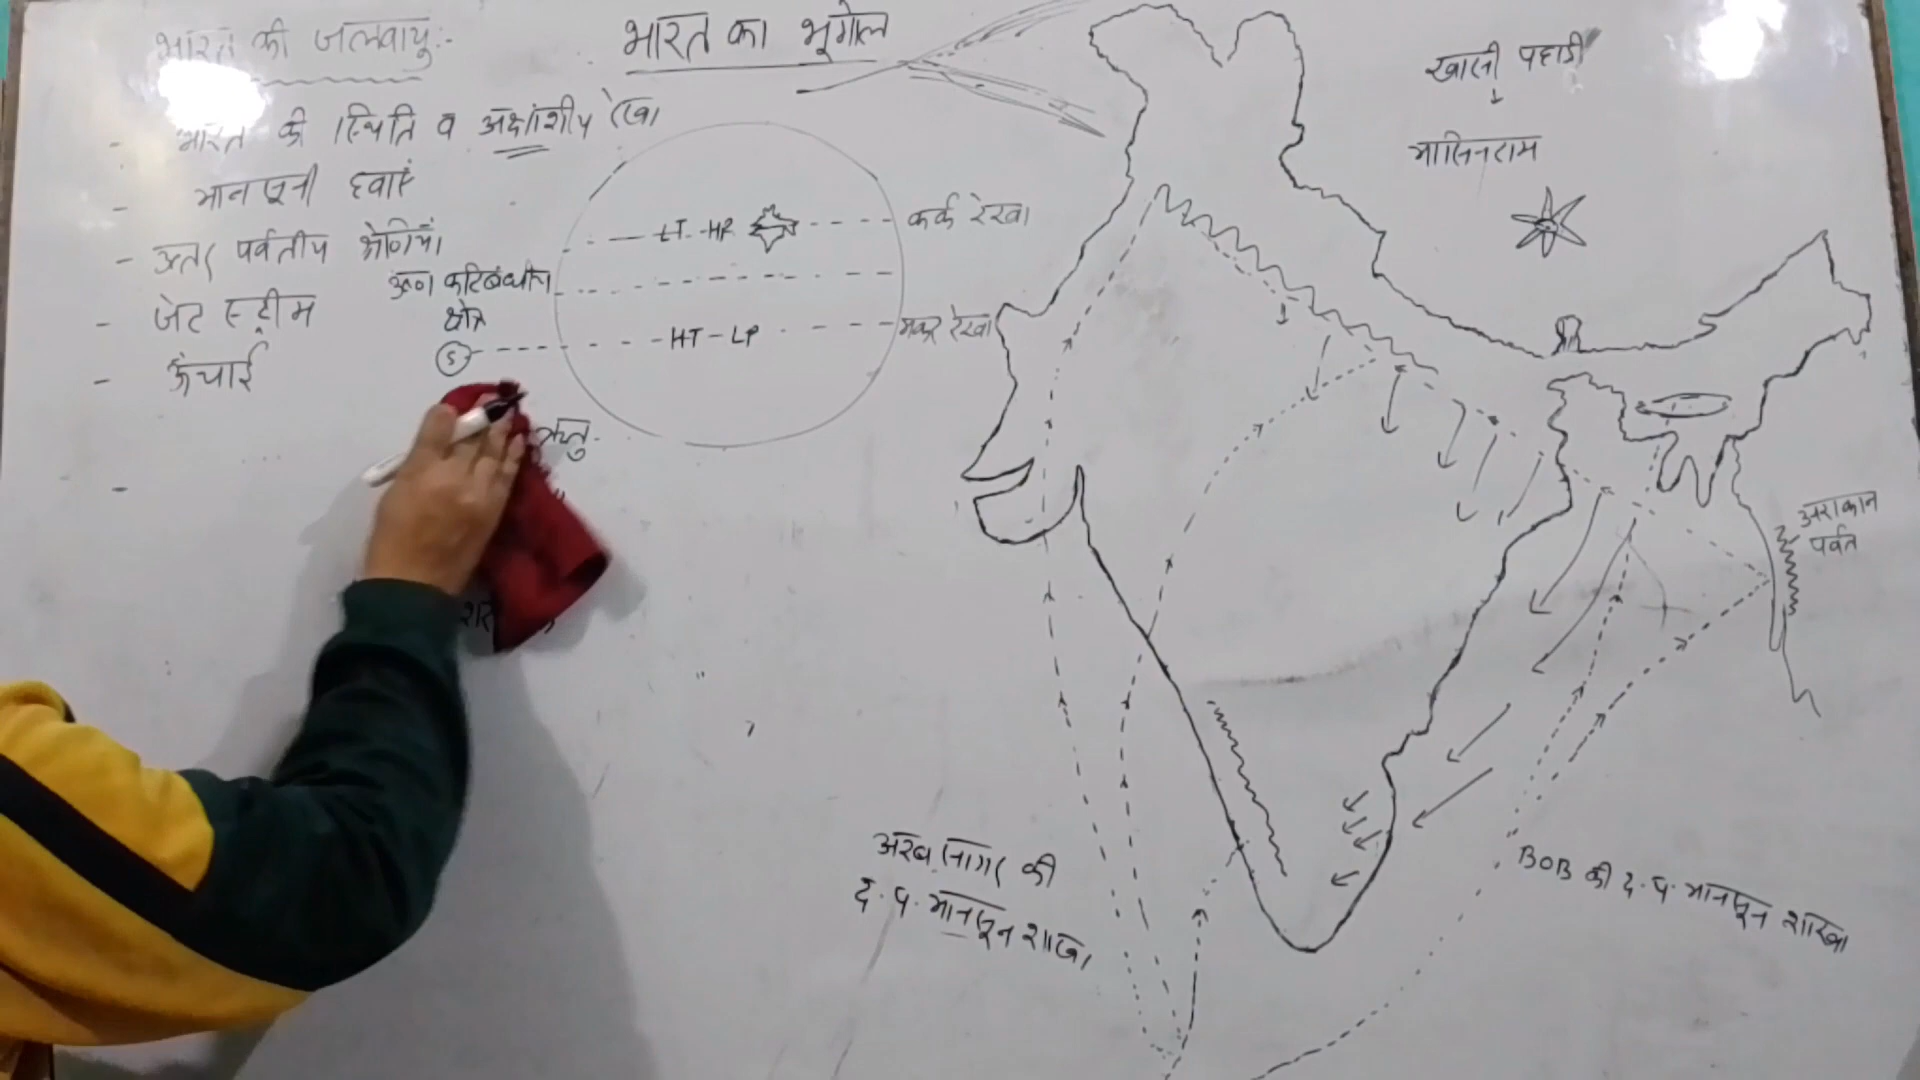 भारत का भूगोल
भारत की जलवायु:-
- भारत की स्थिति व अक्षांशीय रेखा
- मानसूनी हवाएं
- उत्तर पर्वतीय श्रेणियां
- जेट स्ट्रीम
- ऊंचाई
-
उष्ण कटिबंधीय
क्षेत्र
S
LT - HP
कर्क रेखा
HT - LP
मकर रेखा
ऋतु-
खासी पहाडी
मासिनराम
अराकान
पर्वत
अरब सागर की
द. प. मानसून शाखा
BOB की द. प. मानसून शाखा